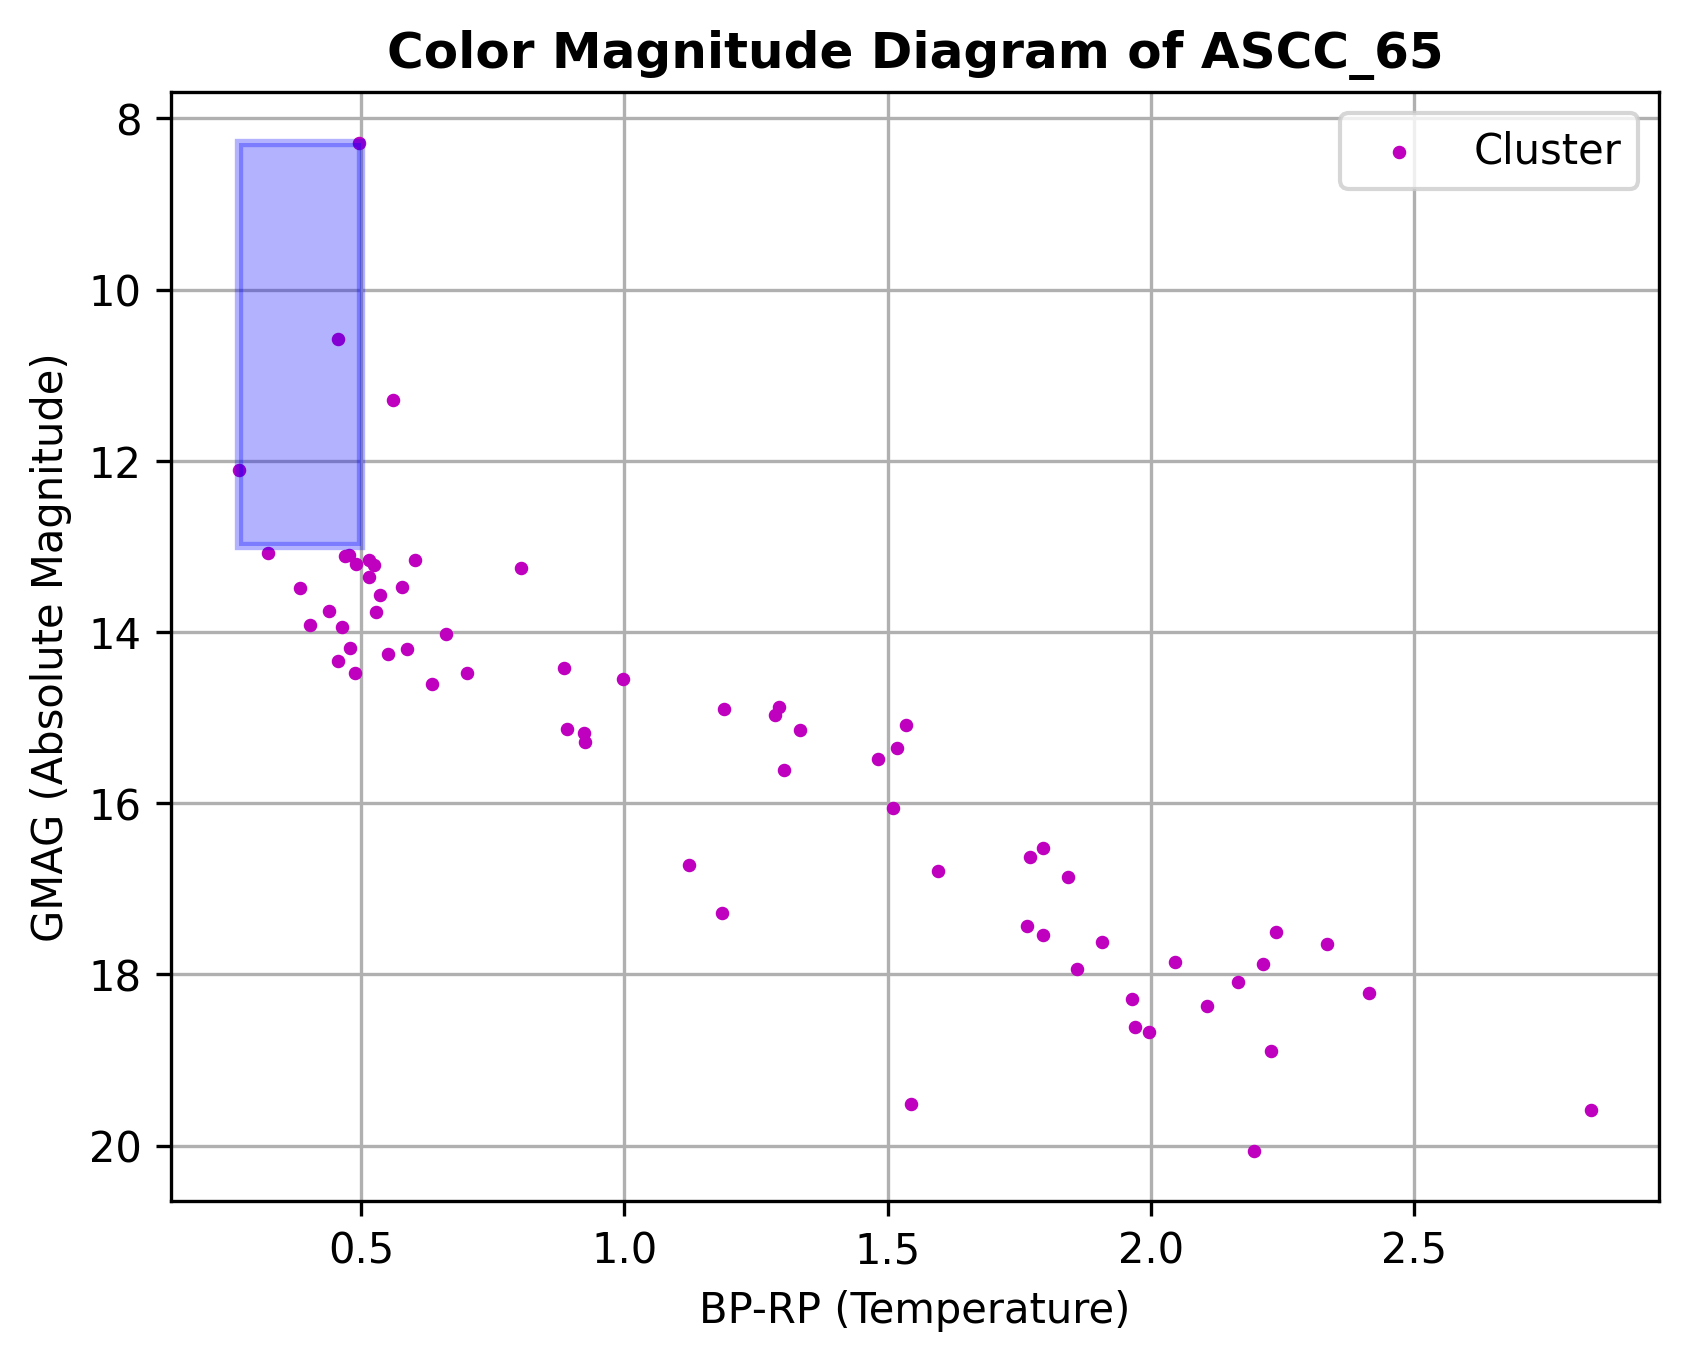 Color Magnitude Diagram of ASCC_65
Cluster
GMAG (Absolute Magnitude)
8
10
12
14
16
18
20
0.5 1.0 1.5 2.0 2.5
BP-RP (Temperature)